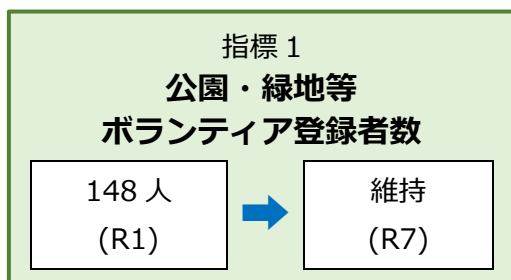 指標 1
公園・緑地等
ボランティア登録者数
148 人
(R1)
維持
(R7)